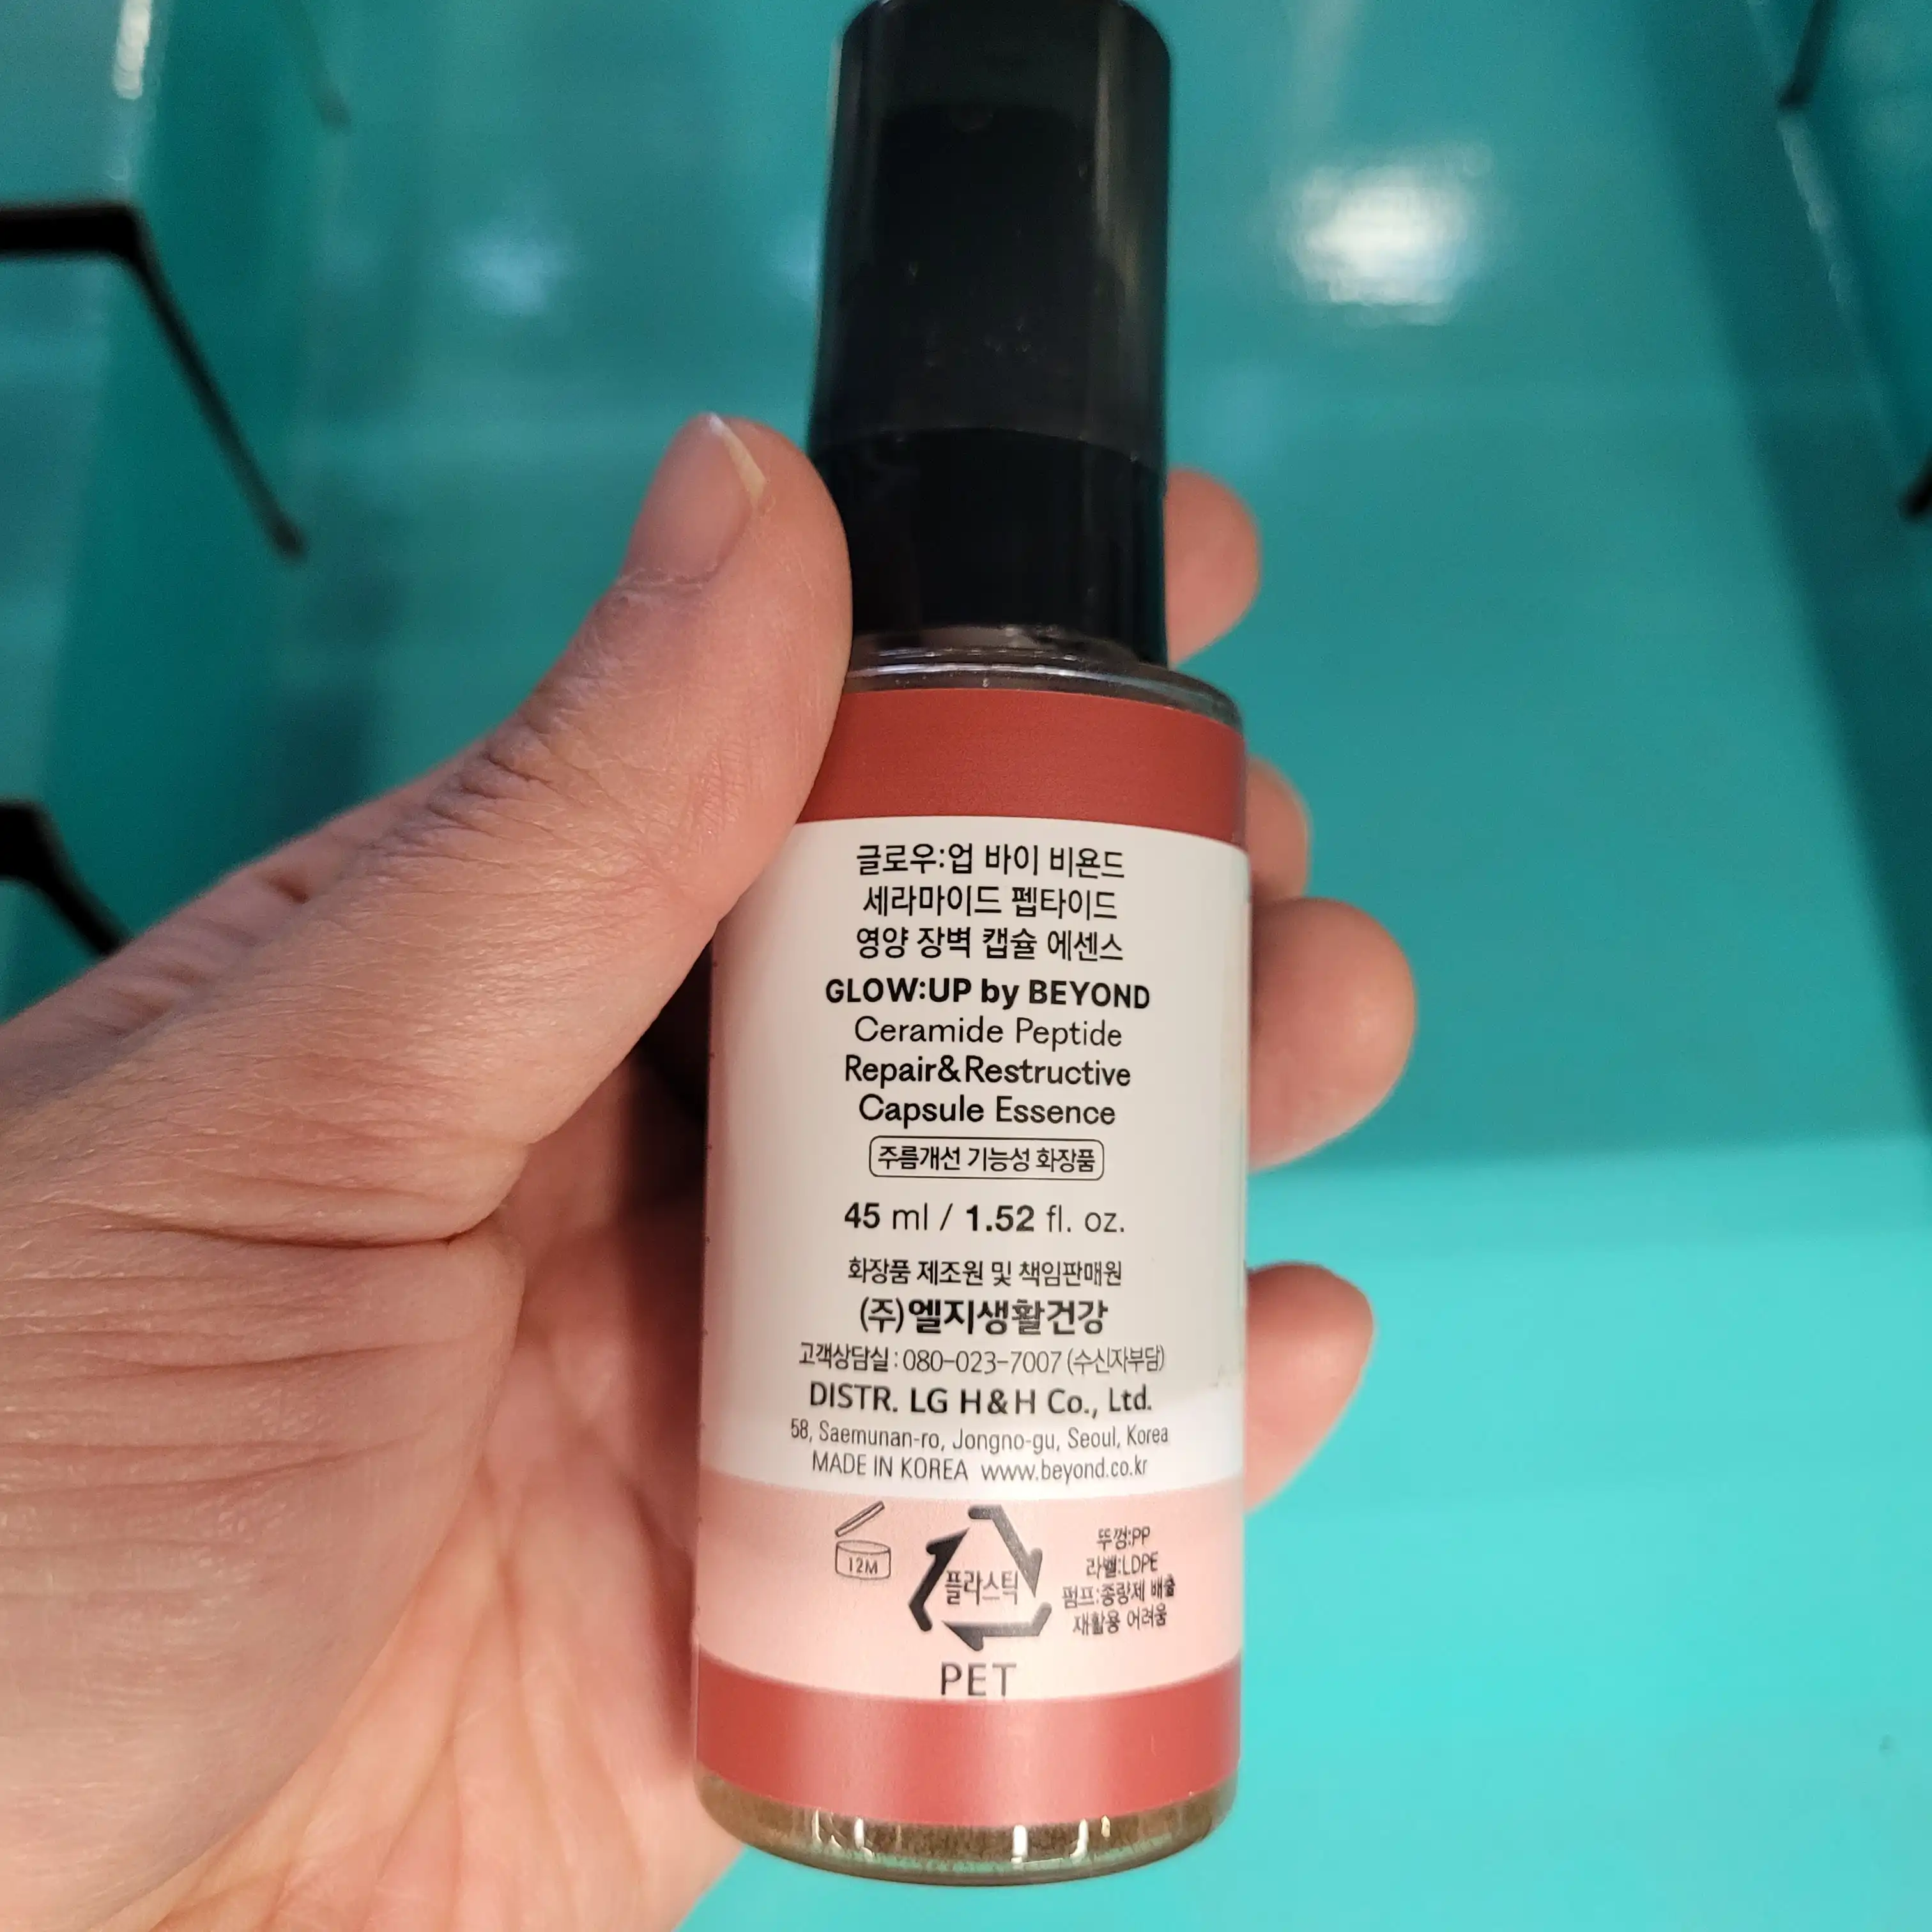 글로우:업 바이 비욘드
세라마이드 펩타이드
영양 장벽 캡슐 에센스
GLOW:UP by BEYOND
Ceramide Peptide
Repair&Restructive
Capsule Essence
주름개선 기능성 화장품
45 ml / 1.52 fl. oz.
화장품 제조원 및 책임판매원
(주)엘지생활건강
고객상담실 : 080-023-7007 (수신자부담)
DISTR. LG H&H Co., Ltd.
58, Saemunan-ro, Jongno-gu, Seoul, Korea
MADE IN KOREA www.beyond.co.kr
12M
플라스틱
PET
뚜껑:PP
라벨:LDPE
펌프:종량제 배출
재활용 어려움